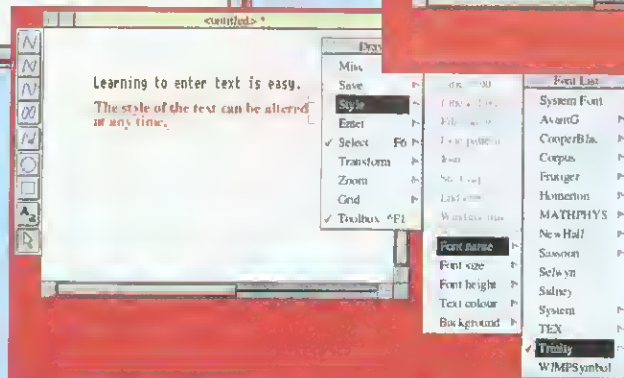 <untitled> *
Learning to enter text is easy.
The style of the text can be altered
at any time.
Draw
Misc
Save
Style
Enter
Select F6
Transform
Zoom
Grid
Toolbox ^F1
Font name
Font size
Font height
Text colour
Background
Font List
System Font
AvantG
CooperBla.
Corpus
Frutiger
Homerton
MATHPHYS
NewHall
Sassoon
Selwyn
Sidney
System
TEX
Trinity
WIMPSymbol